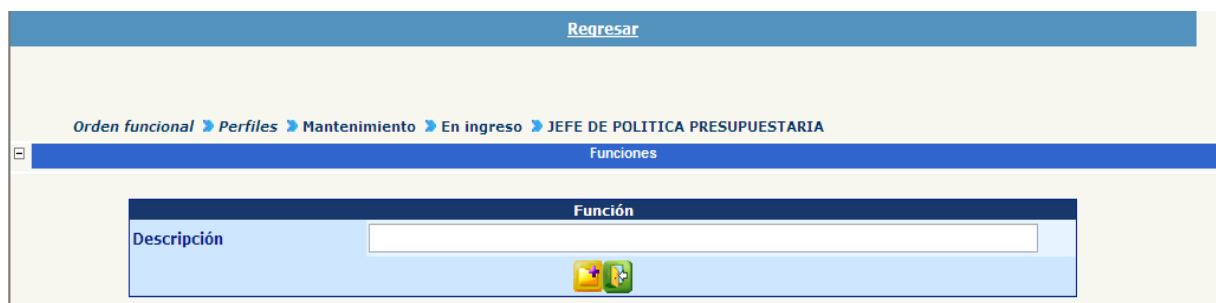 Regresar
Orden funcional Perfiles Mantenimiento En ingreso JEFE DE POLITICA PRESUPUESTARIA
Funciones
Función
Descripción